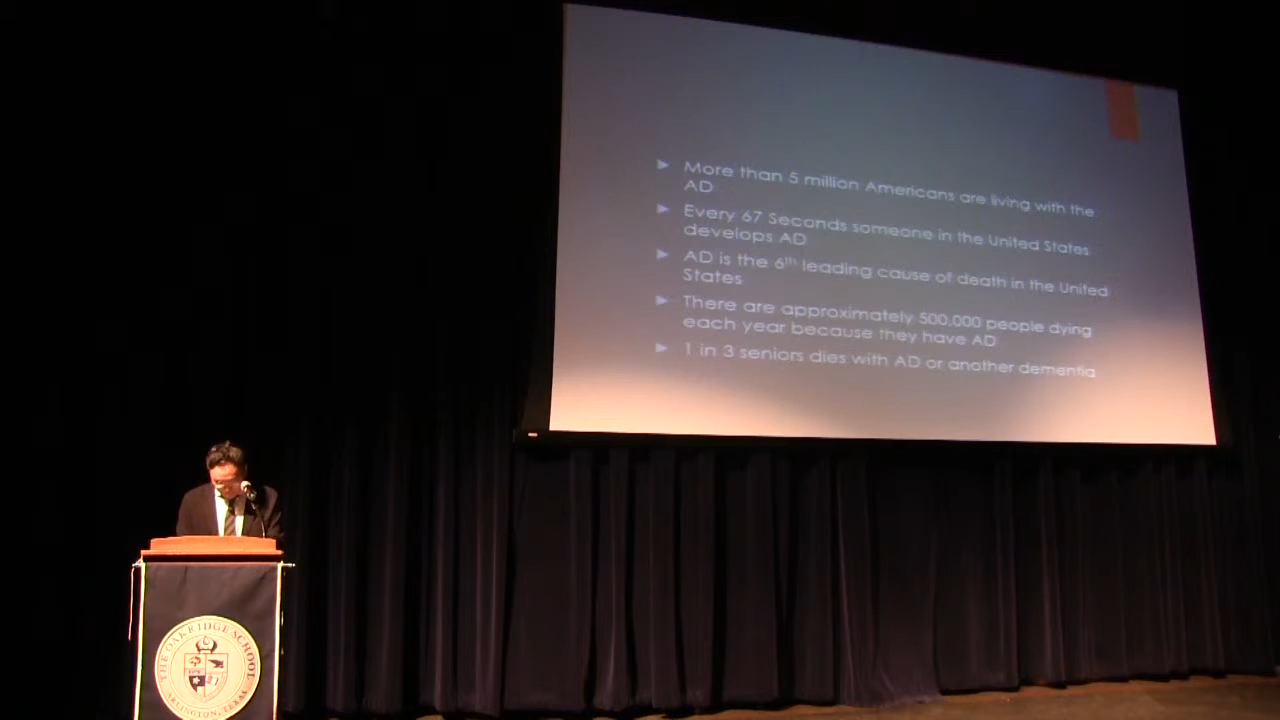 ► More than 5 million Americans are living with the
AD
► Every 67 Seconds someone in the United States
develops AD
► AD is the 6th leading cause of death in the United
States
► There are approximately 500,000 people dying
each year because they have AD
► 1 in 3 seniors dies with AD or another dementia
THE OAKRIDGE SCHOOL
ARLINGTON, TEXAS